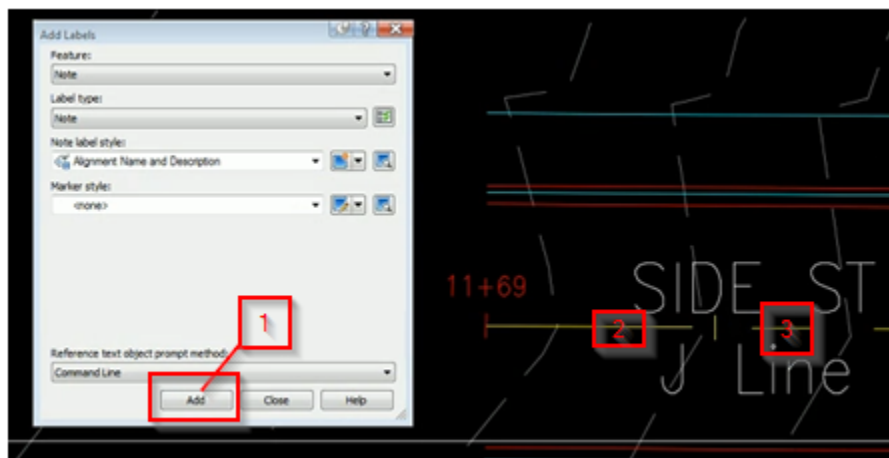 Add Labels
Feature:
Note
Label type:
Note
Note label style:
Alignment Name and Description
Marker style:
<none>
1
Reference text object prompt method:
Command Line
Add Close Help
11+69
SIDE ST
2 3
J Line